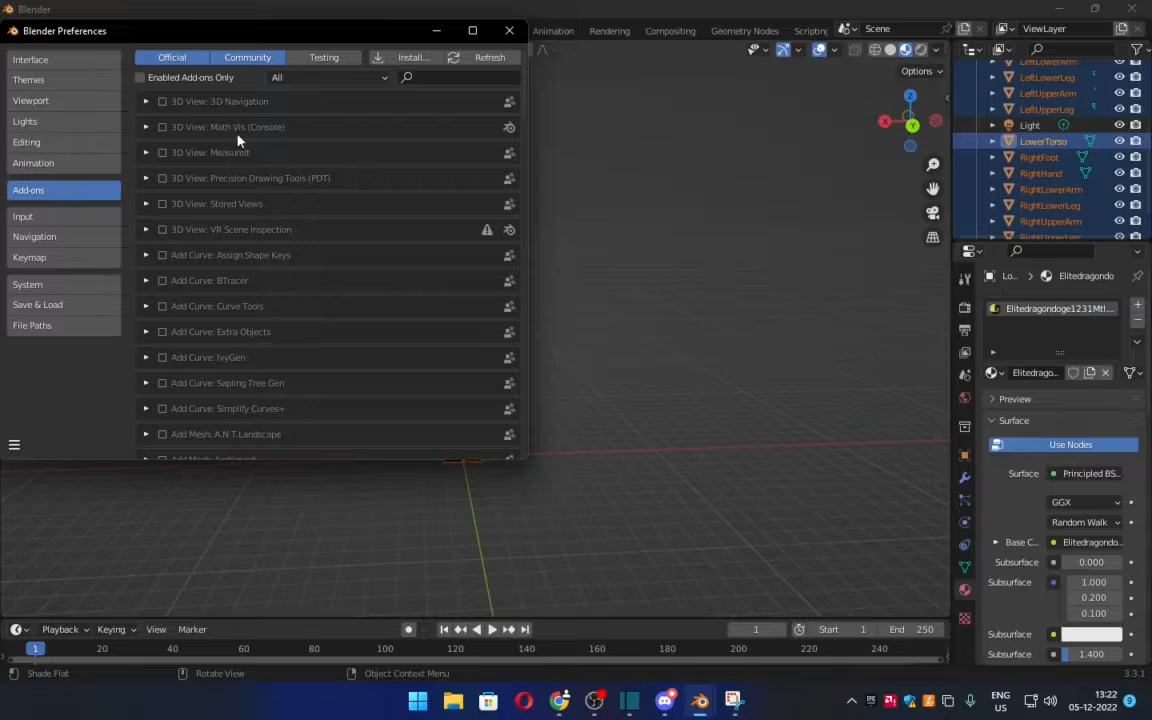 Blender
Blender Preferences
Animation Rendering Compositing Geometry Nodes Scripting
Scene
ViewLayer
Interface
Themes
Viewport
Lights
Editing
Animation
Add-ons
Input
Navigation
Keymap
System
Save & Load
File Paths
Official Community Testing Install... Refresh
Enabled Add-ons Only All
3D View: 3D Navigation
3D View: Math Vis (Console)
3D View: MeasureIt
3D View: Precision Drawing Tools (PDT)
3D View: Stored Views
3D View: VR Scene Inspection
Add Curve: Assign Shape Keys
Add Curve: BTracer
Add Curve: Curve Tools
Add Curve: Extra Objects
Add Curve: IvyGen
Add Curve: Sapling Tree Gen
Add Curve: Simplify Curves+
Add Mesh: A.N.T.Landscape
Options
Z
X
Y
LeftLowerArm
LeftLowerLeg
LeftUpperArm
LeftUpperLeg
Light
LowerTorso
RightFoot
RightHand
RightLowerArm
RightLowerLeg
RightUpperArm
RightUpperLeg
Lo... Elitedragondo
Elitedragondoge1231Mtl...
Elitedrago...
Preview
Surface
Use Nodes
Surface Principled BS...
GGX
Random Walk
Base C... Elitedragondo...
Subsurface 0.000
Subsurface 1.000
0.200
0.100
Subsurface
Subsurface 1.400
Playback Keying View Marker
1 Start 1 End 250
1 20 40 60 80 100 120 140 160 180 200 220 240
Shade Flat Rotate View Object Context Menu 3.3.1
ENG
US
13:22
05-12-2022
9